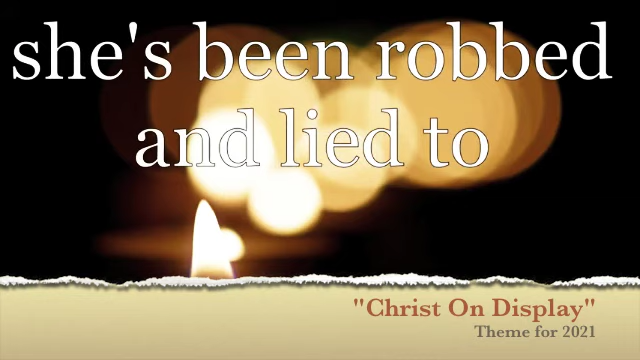 she's been robbed
and lied to
"Christ On Display"
Theme for 2021